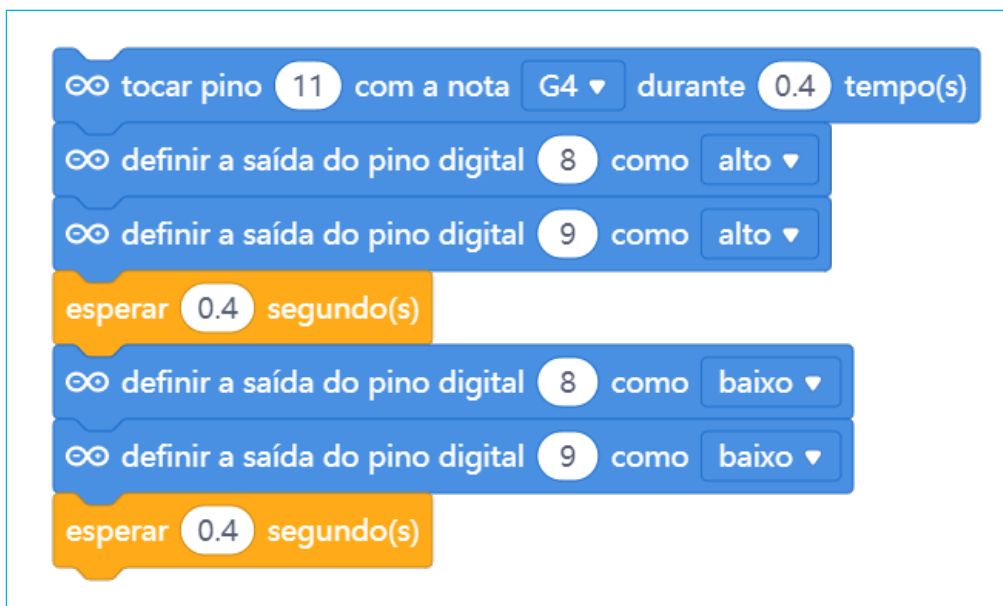 tocar pino 11 com a nota G4 durante 0.4 tempo(s)
definir a saída do pino digital 8 como alto
definir a saída do pino digital 9 como alto
esperar 0.4 segundo(s)
definir a saída do pino digital 8 como baixo
definir a saída do pino digital 9 como baixo
esperar 0.4 segundo(s)